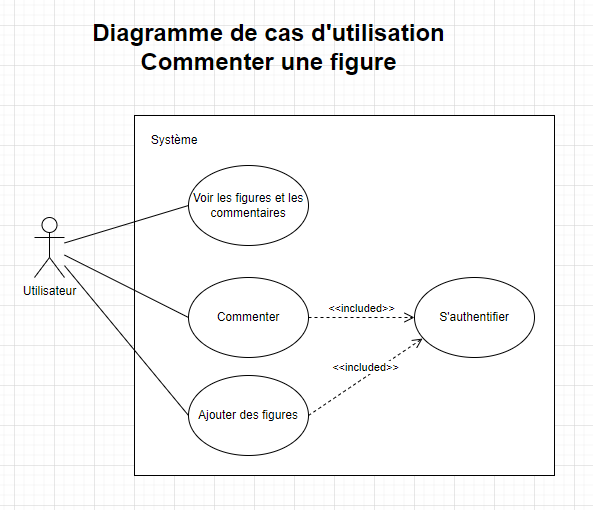 Diagramme de cas d'utilisation
Commenter une figure
Système
Voir les figures et les
commentaires
Utilisateur
Commenter
<<included>>
S'authentifier
<<included>>
Ajouter des figures